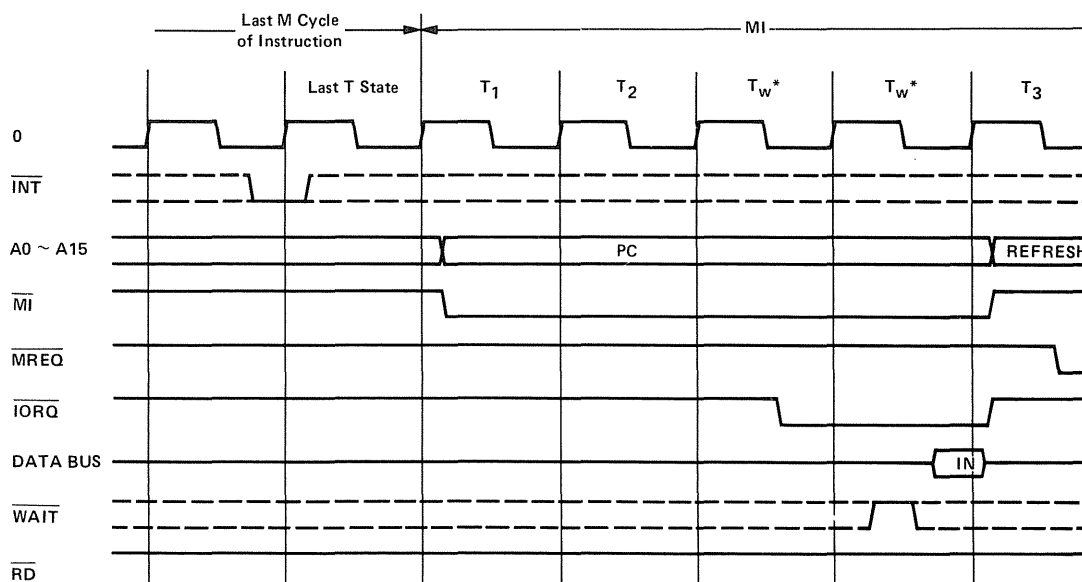 Last M Cycle
of Instruction
MI
Last T State
T1
T2
Tw*
Tw*
T3
0
INT
A0 ~ A15
PC
REFRESH
MI
MREQ
IORQ
DATA BUS
IN
WAIT
RD